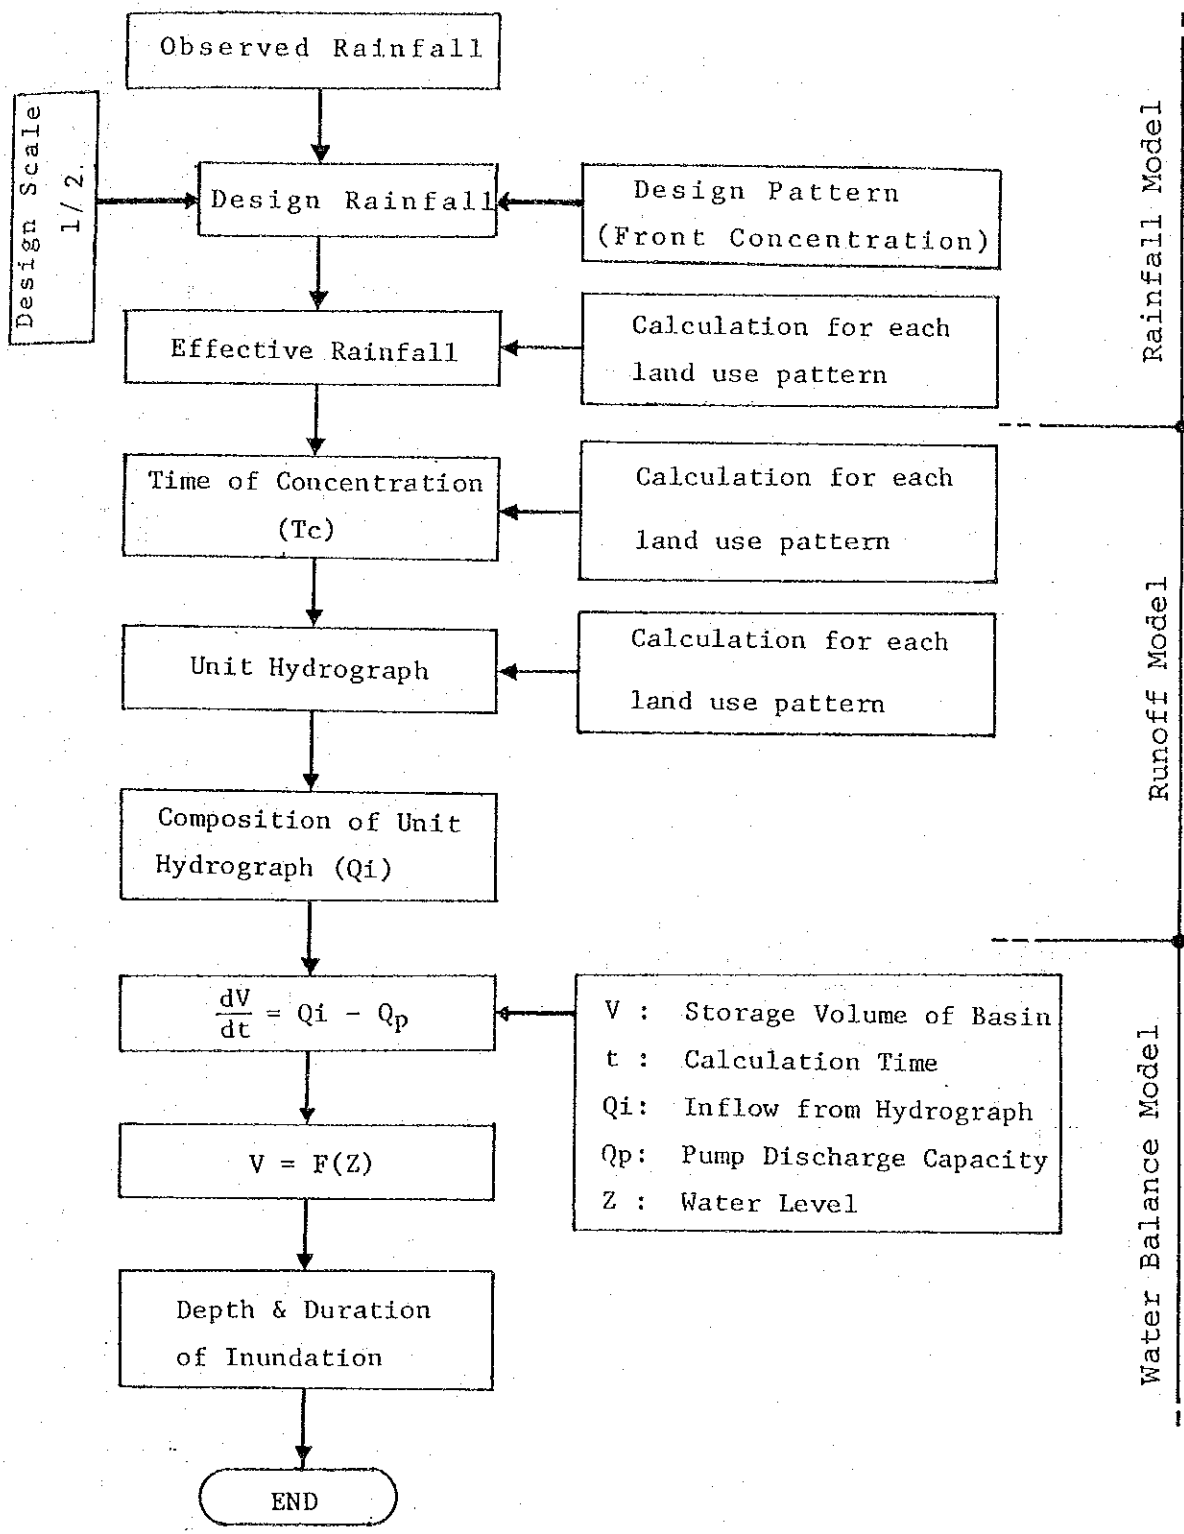 Observed Rainfall
Design Scale
1/2.
Design Rainfall
Design Pattern
(Front Concentration)
Rainfall Model
Effective Rainfall
Calculation for each
land use pattern
Time of Concentration
(Tc)
Calculation for each
land use pattern
Unit Hydrograph
Calculation for each
land use pattern
Runoff Model
Composition of Unit
Hydrograph (Qi)
dV/dt = Qi - Qp
V : Storage Volume of Basin
t : Calculation Time
Qi: Inflow from Hydrograph
Qp: Pump Discharge Capacity
Z : Water Level
Water Balance Model
V = F(Z)
Depth & Duration
of Inundation
END